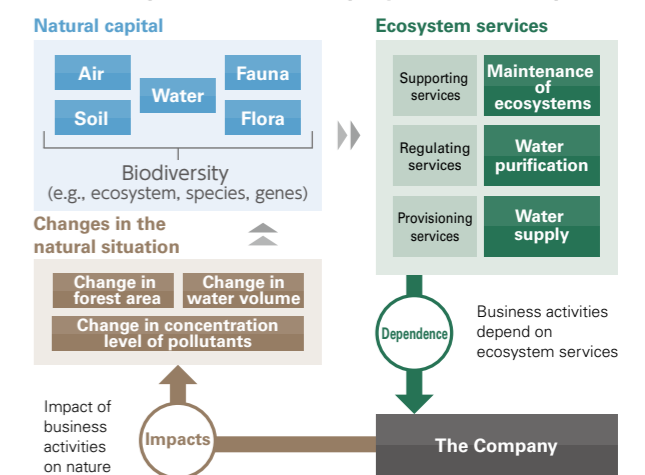 Natural capital
Air
Fauna
Water
Soil
Flora
Biodiversity
(e.g., ecosystem, species, genes)
Ecosystem services
Supporting
services
Maintenance
of
ecosystems
Regulating
services
Water
purification
Provisioning
services
Water
supply
Changes in the
natural situation
Change in
forest area
Change in
water volume
Change in concentration
level of pollutants
Dependence
Business activities
depend on
ecosystem services
Impact of
business
activities
on nature
Impacts
The Company